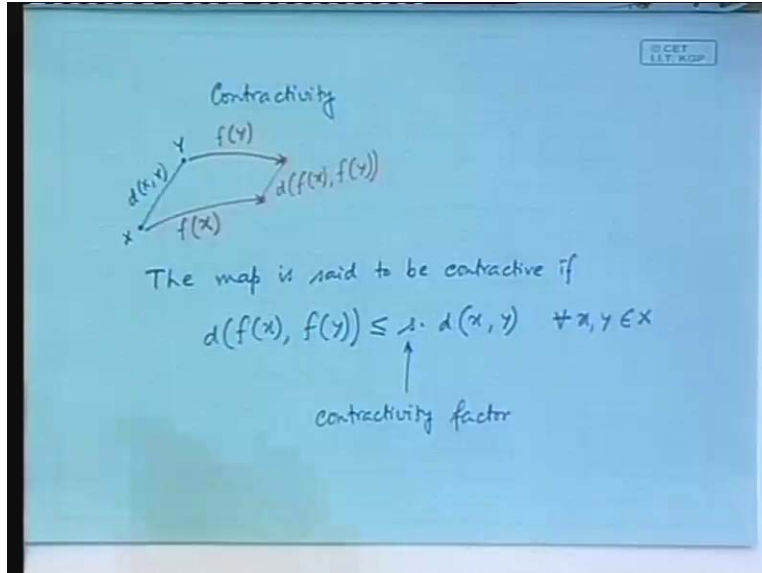 © CET
I.I.T. KGP
Contractivity
Y f(y)
d(x,y)
d(f(x), f(y))
x f(x)
The map is said to be contractive if
d(f(x), f(y)) ≤ s. d(x, y) ∀ x, y ∈ X
contractivity factor